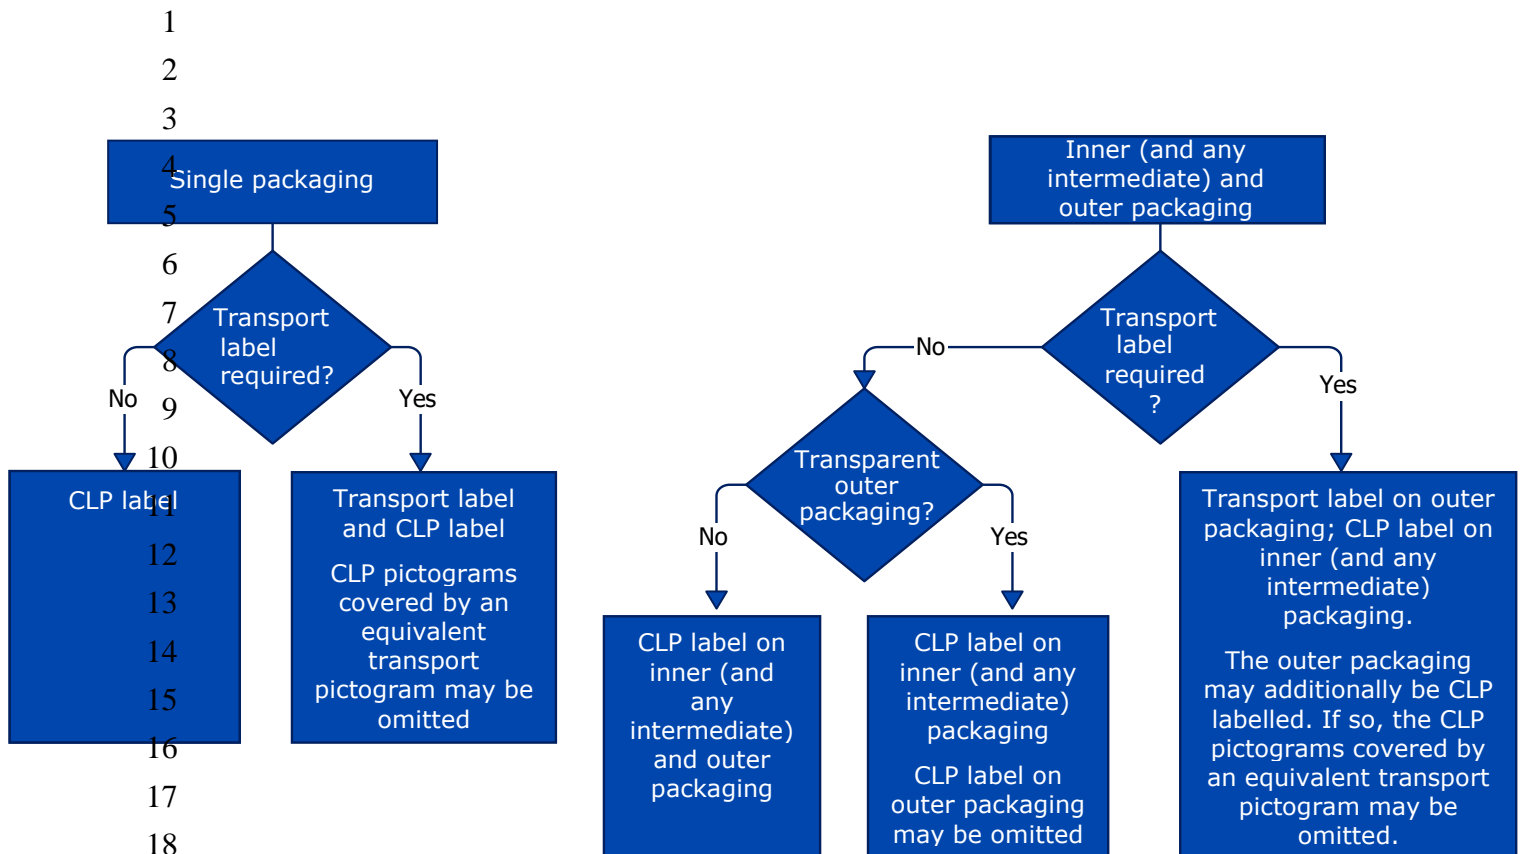 1
2
3
4
5
6
7
8
9
10
11
12
13
14
15
16
17
18
Single packaging
Transport
label
required?
No
Yes
CLP label
Transport label
and CLP label
CLP pictograms
covered by an
equivalent
transport
pictogram may be
omitted
Inner (and any
intermediate) and
outer packaging
Transport
label
required
?
No
Yes
Transparent
outer
packaging?
No
Yes
CLP label on
inner (and
any
intermediate)
and outer
packaging
CLP label on
inner (and any
intermediate)
packaging
CLP label on
outer packaging
may be omitted
Transport label on outer
packaging; CLP label on
inner (and any
intermediate)
packaging.
The outer packaging
may additionally be CLP
labelled. If so, the CLP
pictograms covered by
an equivalent transport
pictogram may be
omitted.